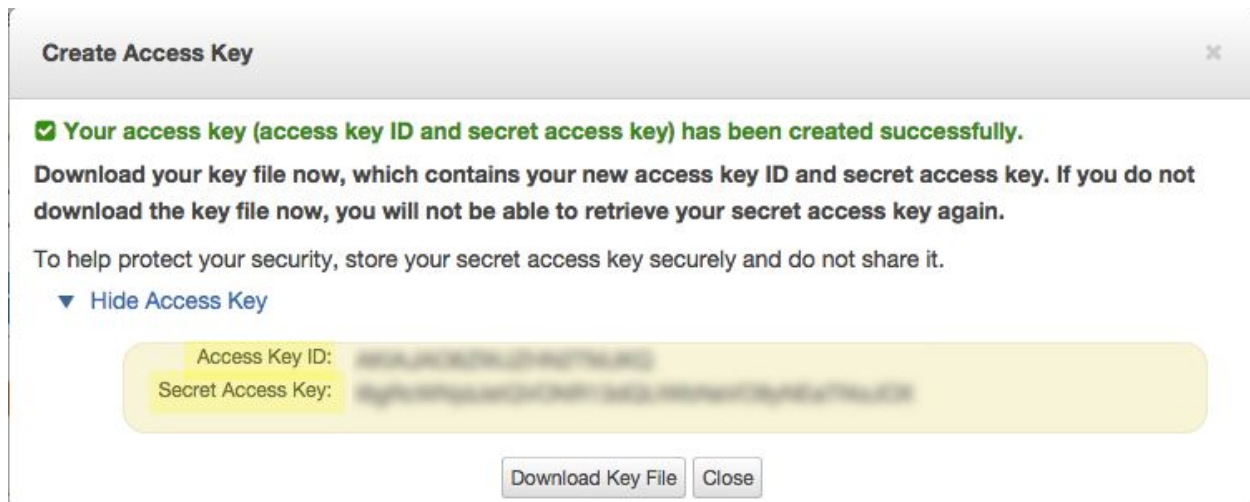 Create Access Key
Your access key (access key ID and secret access key) has been created successfully.
Download your key file now, which contains your new access key ID and secret access key. If you do not
download the key file now, you will not be able to retrieve your secret access key again.
To help protect your security, store your secret access key securely and do not share it.
Hide Access Key
Access Key ID:
Secret Access Key:
Download Key File Close